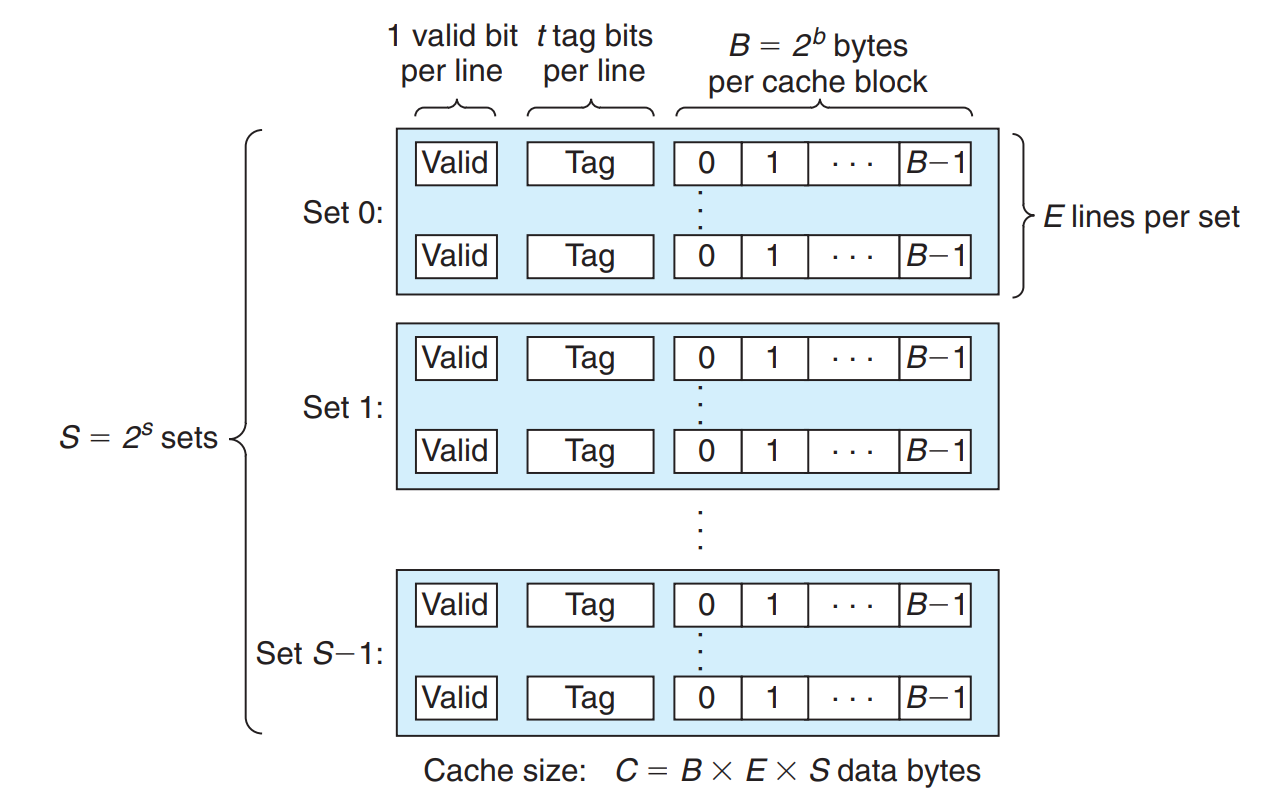 1 valid bit per line
t tag bits per line
B = 2^b bytes per cache block
Valid Tag 0 1 · · · B−1
Set 0:
E lines per set
Valid Tag 0 1 · · · B−1
Valid Tag 0 1 · · · B−1
Set 1:
Valid Tag 0 1 · · · B−1
S = 2^s sets
Valid Tag 0 1 · · · B−1
Set S−1:
Valid Tag 0 1 · · · B−1
Cache size: C = B × E × S data bytes